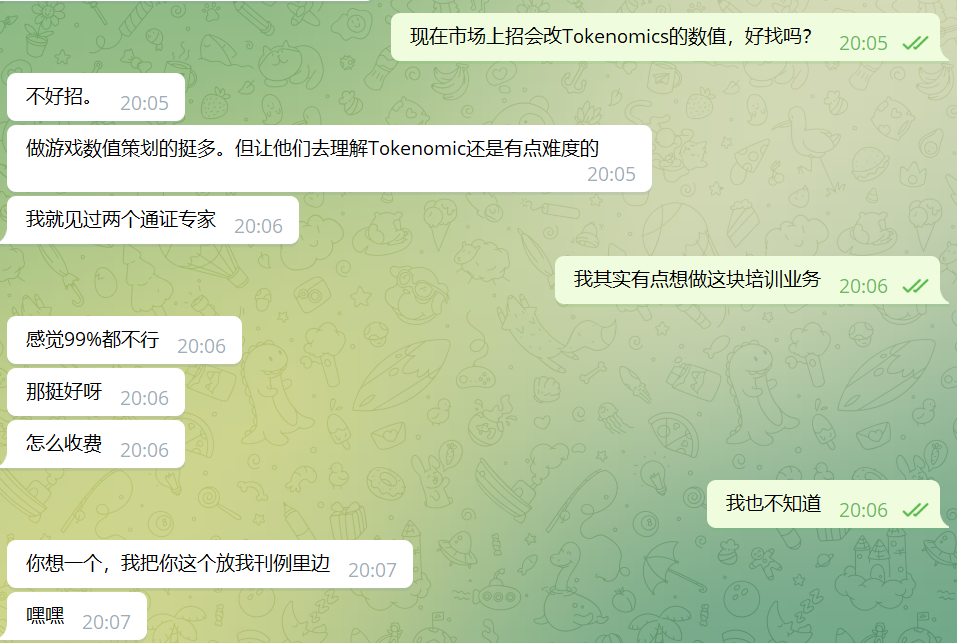 现在市场上招会改Tokenomics的数值，好找吗？ 20:05
不好招。 20:05
做游戏数值策划的挺多。但让他们去理解Tokenomic还是有点难度的
20:05
我就见过两个通证专家 20:06
我其实有点想做这块培训业务 20:06
感觉99%都不行 20:06
那挺好呀 20:06
怎么收费 20:06
我也不知道 20:06
你想一个，我把你这个放我刊例里边 20:07
嘿嘿 20:07